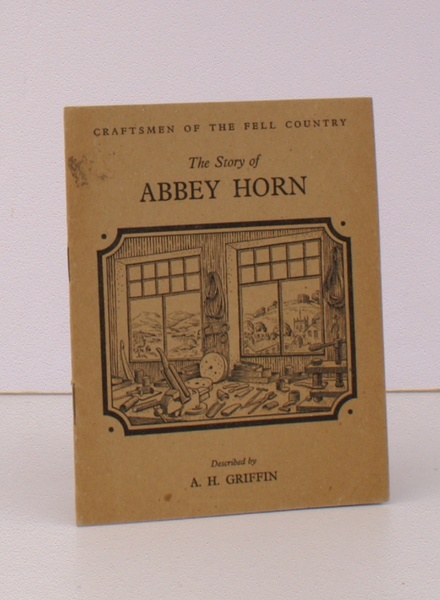 CRAFTSMEN OF THE FELL COUNTRY
The Story of
ABBEY HORN
Described by
A. H. GRIFFIN